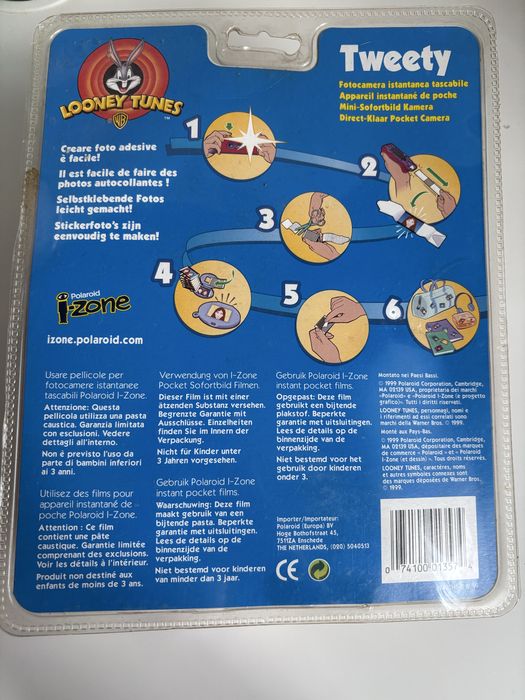 LOONEY TUNES
WB
TM
Tweety
Fotocamera istantanea tascabile
Appareil instantané de poche
Mini-Sofortbild Kamera
Direct-Klaar Pocket Camera
Creare foto adesive
è facile!
Il est facile de faire des
photos autocollantes !
Selbstklebende Fotos
leicht gemacht!
Stickerfoto's zijn
eenvoudig te maken!
1
2
3
4
5
6
Polaroid
i-zone
izone.polaroid.com
Usare pellicole per
fotocamere istantanee
tascabili Polaroid I-Zone.
Attenzione: Questa
pellicola utilizza una pasta
caustica. Garanzia limitata
con esclusioni. Vedere
dettagli all'interno.
Non é previsto l'uso da
parte di bambini inferiori
ai 3 anni.
Utilizez des films pour
appareil instantané de
poche Polaroid I-Zone.
Attention : Ce film
contient une pâte
caustique. Garantie limitée
comprenant des exclusions.
Voir les détails à l'intérieur.
Produit non destiné aux
enfants de moins de 3 ans.
Verwendung von I-Zone
Pocket Sofortbild Filmen.
Dieser Film ist mit einer
ätzenden Substanz versehen.
Begrenzte Garantie mit
Ausschlüsse. Einzelheiten
finden Sie im Innern der
Verpackung.
Nicht für Kinder unter
3 Jahren vorgesehen.
Gebruik Polaroid I-Zone
instant pocket films.
Waarschuwing: Deze film
maakt gebruik van een
bijtende pasta. Beperkte
garantie met uitsluitingen.
Lees de details op de
binnenzijde van de
verpakking.
Niet bestemd voor kinderen
van minder dan 3 jaar.
Gebruik Polaroid I-Zone
instant pocket films.
Opgepast: Deze film
bevat een bijtende
plakstof. Beperkte
garantie met uitsluitingen.
Lees de details op de
binnenzijde van de
verpakking.
Niet bestemd voor het
gebruik door kinderen
onder 3.
Importer/Importateur:
Polaroid (Europa) BV
Hoge Bothofstraat 45,
7511ZA Enschede
THE NETHERLANDS, (020) 5040513
CE
Montato nei Paesi Bassi.
© 1999 Polaroid Corporation, Cambridge,
MA 02139 USA, proprietaria dei marchi
«Polaroid» e «Polaroid I-Zone (e progetto
grafico)». Tutti i diritti riservati.
LOONEY TUNES, personaggi, nomi e
i riferimenti ad essi correlati sono
marchi della Warner Bros. © 1999.
Monté aux Pays-Bas.
© 1999 Polaroid Corporation, Cambridge,
MA 02139 USA, dépositaire des marques
de commerce « Polaroid » et « Polaroid
I-Zone (et dessin) ». Tous droits réservés.
LOONEY TUNES, caractères, noms
et autres symboles connexes sont
des marques déposées de Warner Bros.
© 1999.
0 74100 01357 4